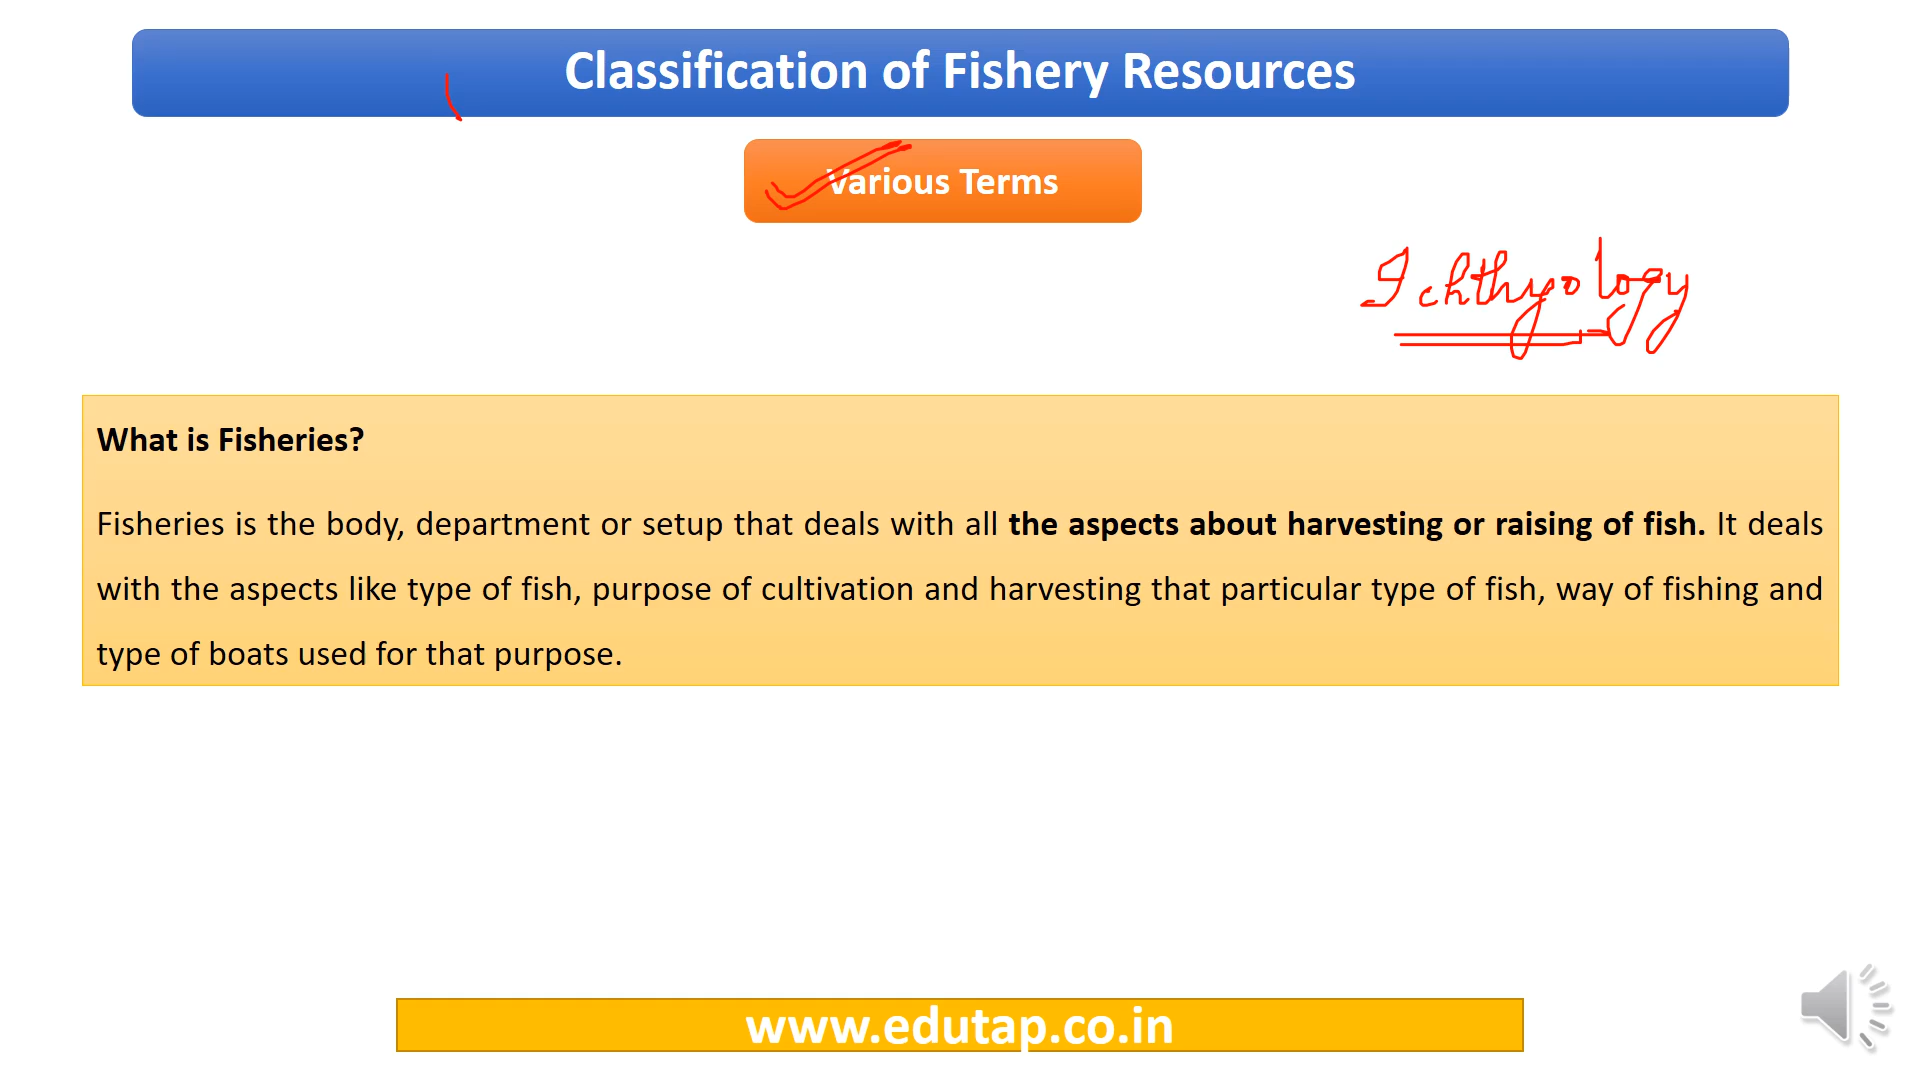 Classification of Fishery Resources
Various Terms
Ichthyology
What is Fisheries?
Fisheries is the body, department or setup that deals with all the aspects about harvesting or raising of fish. It deals
with the aspects like type of fish, purpose of cultivation and harvesting that particular type of fish, way of fishing and
type of boats used for that purpose.
www.edutap.co.in